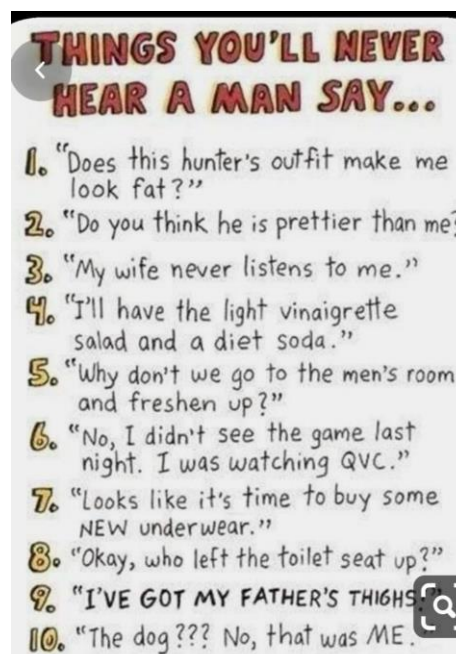 THINGS YOU'LL NEVER
HEAR A MAN SAY...
1. "Does this hunter's outfit make me
look fat?"
2. "Do you think he is prettier than me?
3. "My wife never listens to me."
4. "I'll have the light vinaigrette
salad and a diet soda."
5. "Why don't we go to the men's room
and freshen up?"
6. "No, I didn't see the game last
night. I was watching QVC."
7. "Looks like it's time to buy some
NEW underwear."
8. "Okay, who left the toilet seat up?"
9. "I'VE GOT MY FATHER'S THIGHS."
10. "The dog??? No, that was ME."